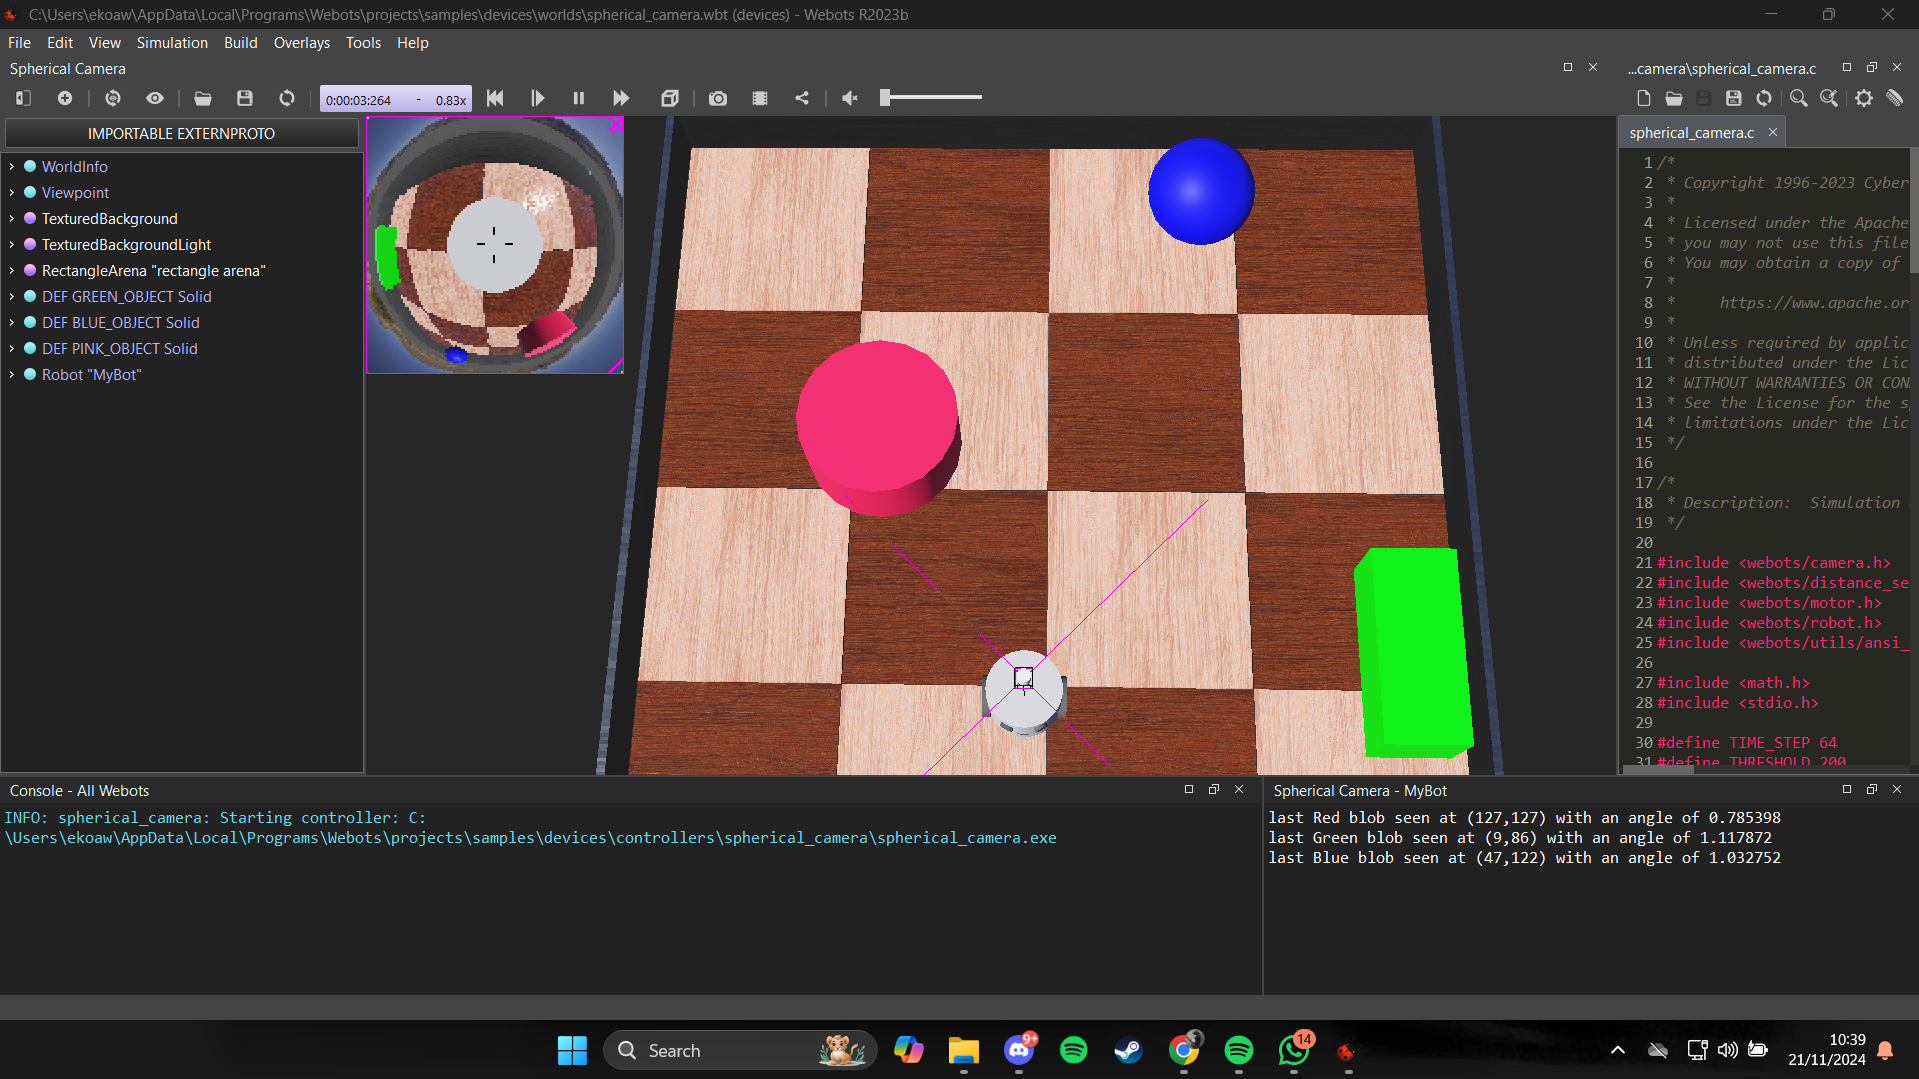 C:\Users\ekoaw\AppData\Local\Programs\Webots\projects\samples\devices\worlds\spherical_camera.wbt (devices) - Webots R2023b
File Edit View Simulation Build Overlays Tools Help
Spherical Camera
...camera\spherical_camera.c
0:00:03:264 - 0.83x
IMPORTABLE EXTERNPROTO
WorldInfo
Viewpoint
TexturedBackground
TexturedBackgroundLight
RectangleArena "rectangle arena"
DEF GREEN_OBJECT Solid
DEF BLUE_OBJECT Solid
DEF PINK_OBJECT Solid
Robot "MyBot"
spherical_camera.c
1 /*
2 * Copyright 1996-2023 Cyber
3 *
4 * Licensed under the Apache
5 * you may not use this file
6 * You may obtain a copy of
7 *
8 * https://www.apache.or
9 *
10 * Unless required by applic
11 * distributed under the Lic
12 * WITHOUT WARRANTIES OR CON
13 * See the License for the s
14 * limitations under the Lic
15 */
16
17 /*
18 * Description: Simulation
19 */
20
21 #include <webots/camera.h>
22 #include <webots/distance_se
23 #include <webots/motor.h>
24 #include <webots/robot.h>
25 #include <webots/utils/ansi_
26
27 #include <math.h>
28 #include <stdio.h>
29
30 #define TIME_STEP 64
31 #define THRESHOLD 200
Console - All Webots
INFO: spherical_camera: Starting controller: C:
\Users\ekoaw\AppData\Local\Programs\Webots\projects\samples\devices\controllers\spherical_camera\spherical_camera.exe
Spherical Camera - MyBot
last Red blob seen at (127,127) with an angle of 0.785398
last Green blob seen at (9,86) with an angle of 1.117872
last Blue blob seen at (47,122) with an angle of 1.032752
Search
9+
14
10:39
21/11/2024